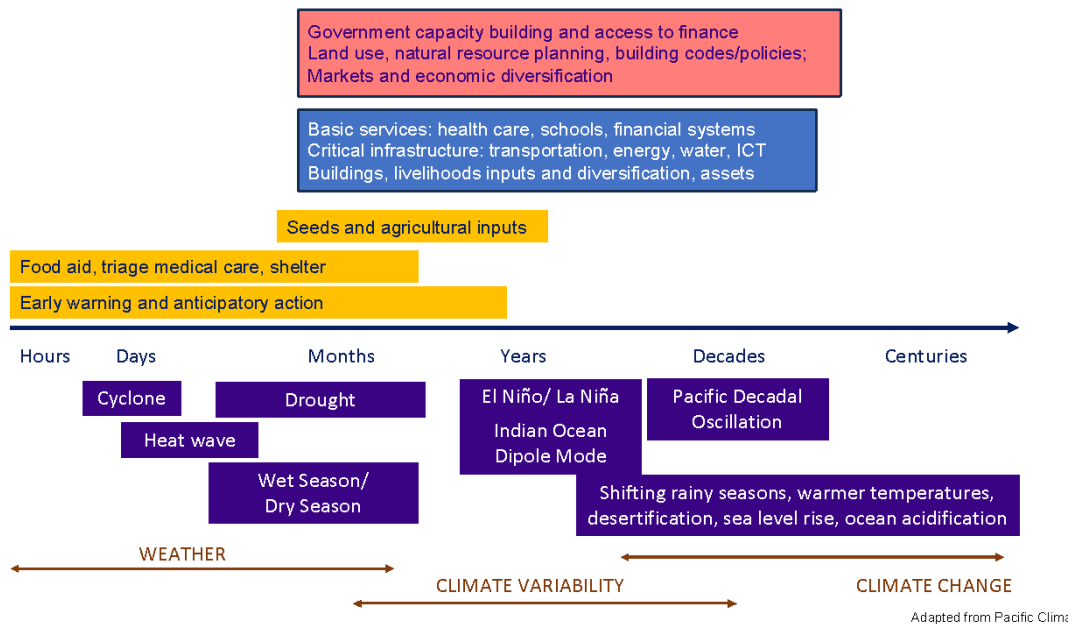 Government capacity building and access to finance
Land use, natural resource planning, building codes/policies;
Markets and economic diversification
Basic services: health care, schools, financial systems
Critical infrastructure: transportation, energy, water, ICT
Buildings, livelihoods inputs and diversification, assets
Seeds and agricultural inputs
Food aid, triage medical care, shelter
Early warning and anticipatory action
Hours Days Months Years Decades Centuries
Cyclone
Drought
Heat wave
Wet Season/
Dry Season
El Niño/ La Niña
Indian Ocean
Dipole Mode
Pacific Decadal
Oscillation
Shifting rainy seasons, warmer temperatures,
desertification, sea level rise, ocean acidification
WEATHER
CLIMATE VARIABILITY
CLIMATE CHANGE
Adapted from Pacific Clima